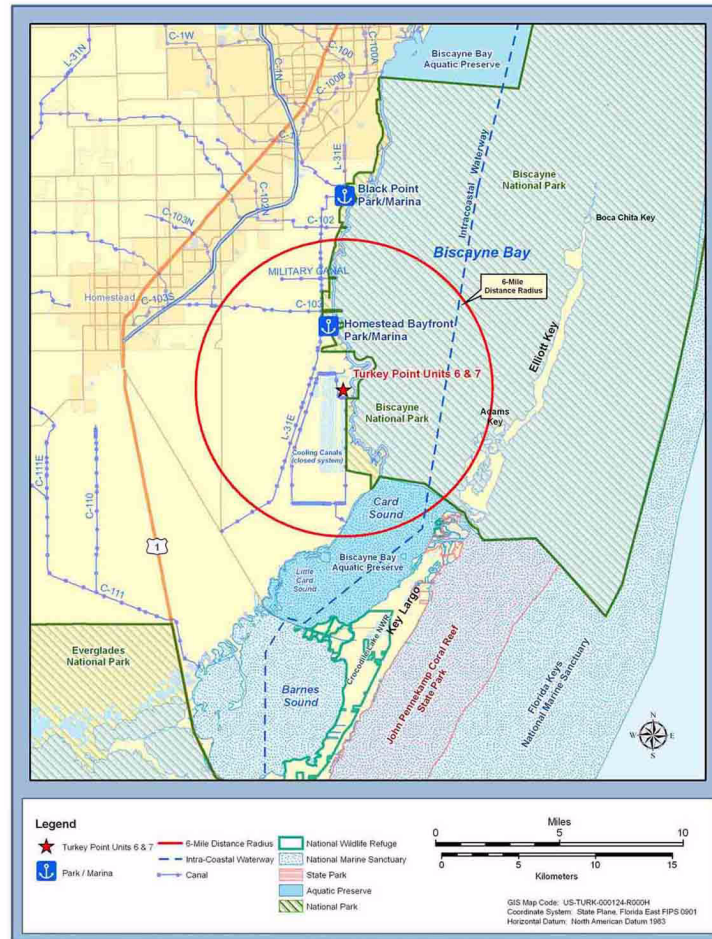 C-1W
C-100
C-100A
L-31N
C-1N
C-100B
C-1
Biscayne Bay
Aquatic Preserve
L-31E
Intracoastal Waterway
Biscayne
National Park
Black Point
Park/Marina
C-102N
C-103N
C-102
Boca Chita Key
Biscayne Bay
MILITARY CANAL
6-Mile
Distance Radius
Homestead
C-103S
C-102
Homestead Bayfront
Park/Marina
Elliott Key
Turkey Point Units 6 & 7
Biscayne
National Park
Adams
Key
L-31E
Cooling Canals
(closed system)
C-111E
C-110
Card
Sound
1
Biscayne Bay
Aquatic Preserve
Little
Card
Sound
C-111
Key Largo
Crocodile Lake NWR
Everglades
National Park
John Pennekamp Coral Reef
State Park
Florida Keys
National Marine Sanctuary
Barnes
Sound
N
W E
S
Legend
Turkey Point Units 6 & 7
Park / Marina
6-Mile Distance Radius
Intra-Coastal Waterway
Canal
National Wildlife Refuge
National Marine Sanctuary
State Park
Aquatic Preserve
National Park
Miles
0 5 10
0 5 10 15
Kilometers
GIS Map Code: US-TURK-000124-R000H
Coordinate System: State Plane, Florida East FIPS 0901
Horizontal Datum: North American Datum 1983